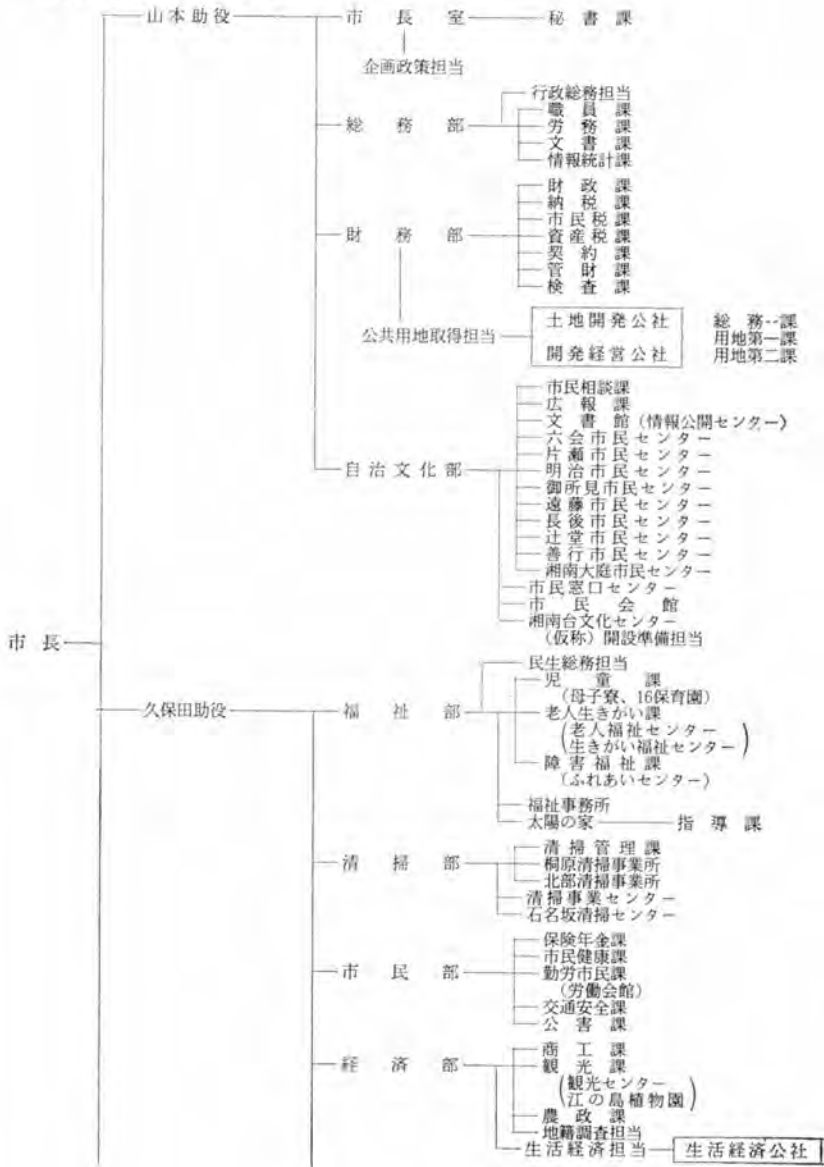 山本助役 市長室 秘書課
企画政策担当
行政総務担当
職員課
総務部 労務課
文書課
情報統計課
財政課
納税課
市民税課
財務部 資産税課
契約課
管財課
検査課
土地開発公社 総務一課
公共用地取得担当 用地第一課
開発経営公社 用地第二課
市民相談課
広報課
文書館(情報公開センター)
六会市民センター
片瀬市民センター
自治文化部 明治市民センター
御所見市民センター
遠藤市民センター
長後市民センター
辻堂市民センター
善行市民センター
湘南大庭市民センター
市民窓口センター
市民会館
湘南台文化センター
(仮称)開設準備担当
市長
民生総務担当
児童課
(母子寮、16保育園)
久保田助役 福祉部 老人生きがい課
(老人福祉センター
生きがい福祉センター)
障害福祉課
(ふれあいセンター)
福祉事務所
太陽の家 指導課
清掃管理課
清掃部 桐原清掃事業所
北部清掃事業所
清掃事業センター
石名坂清掃センター
保険年金課
市民健康課
市民部 勤労市民課
(労働会館)
交通安全課
公害課
商工課
経済部 観光課
(観光センター
江の島植物園)
農政課
地籍調査担当
生活経済担当 生活経済公社